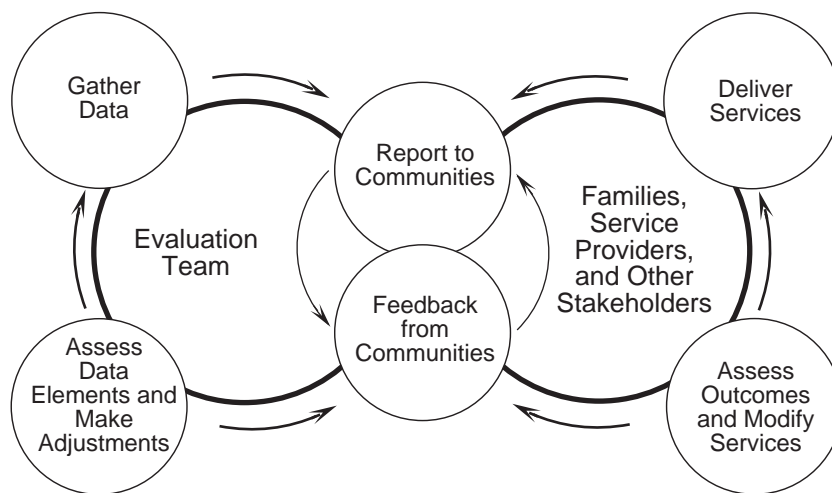 Gather
Data
Report to
Communities
Deliver
Services
Evaluation
Team
Families,
Service
Providers,
and Other
Stakeholders
Assess
Data
Elements and
Make
Adjustments
Feedback
from
Communities
Assess
Outcomes
and Modify
Services